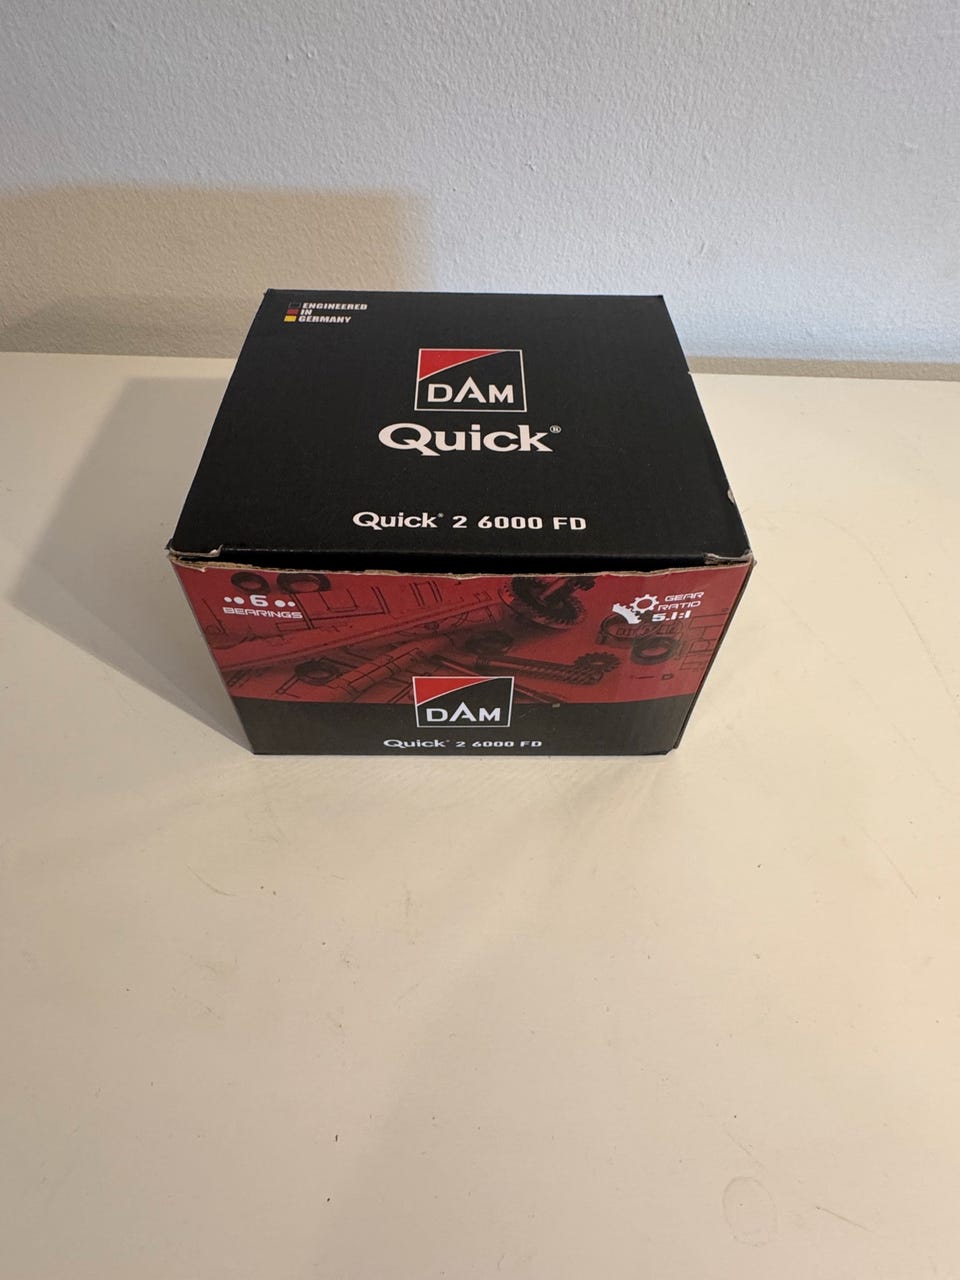 ENGINEERED
IN
GERMANY
DAM
Quick®
Quick® 2 6000 FD
6
BEARINGS
GEAR
RATIO
5.1:1
DAM
Quick® 2 6000 FD